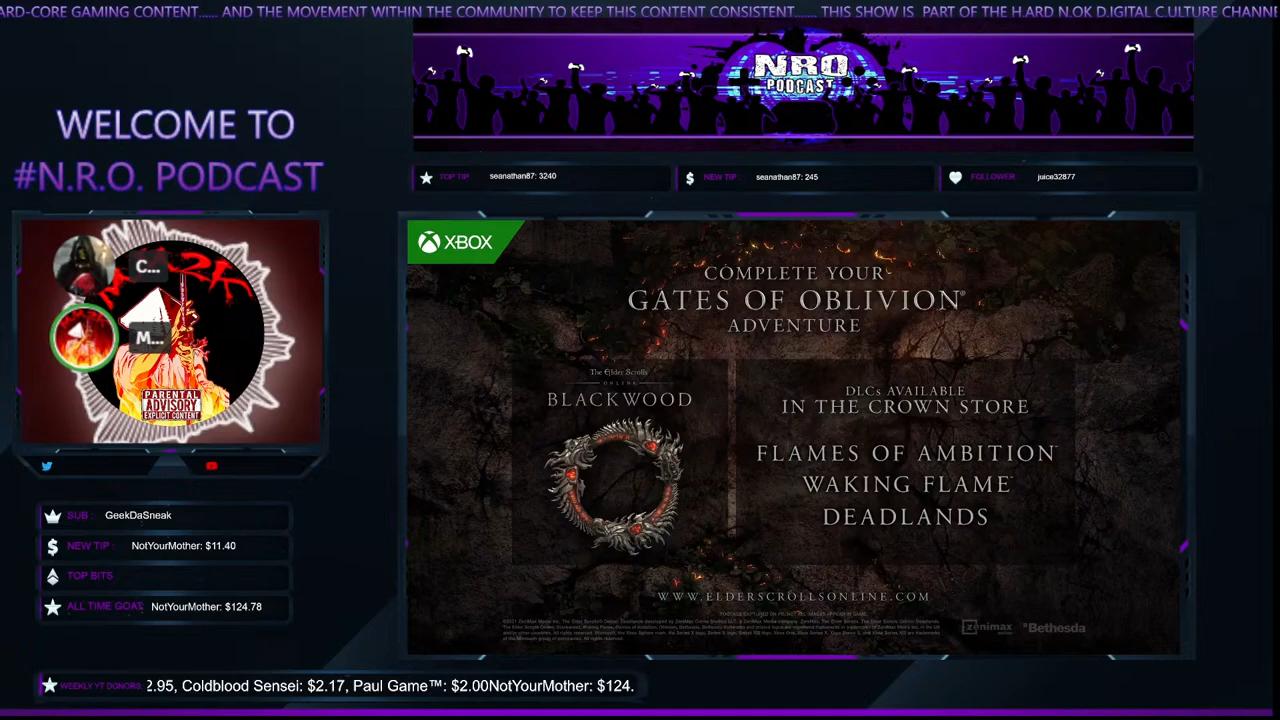 ARD-CORE GAMING CONTENT...... AND THE MOVEMENT WITHIN THE COMMUNITY TO KEEP THIS CONTENT CONSISTENT....... THIS SHOW IS PART OF THE H.ARD N.OK D.IGITAL C.ULTURE CHANNE
NRO
PODCAST
WELCOME TO
#N.R.O. PODCAST
TOP TIP seanathan87: 3240
NEW TIP : seanathan87: 245
FOLLOWER juice32877
C...
M...
PARENTAL
ADVISORY
EXPLICIT CONTENT
SUB : GeekDaSneak
NEW TIP : NotYourMother: $11.40
TOP BITS
ALL TIME GOAT: NotYourMother: $124.78
XBOX
COMPLETE YOUR
GATES OF OBLIVION®
ADVENTURE
The Elder Scrolls
ONLINE
BLACKWOOD
DLCs AVAILABLE
IN THE CROWN STORE
FLAMES OF AMBITION™
WAKING FLAME™
DEADLANDS
WWW.ELDERSCROLLSONLINE.COM
zenimax online
Bethesda
WEEKLY YT DONORS: 2.95, Coldblood Sensei: $2.17, Paul Game™: $2.00NotYourMother: $124.